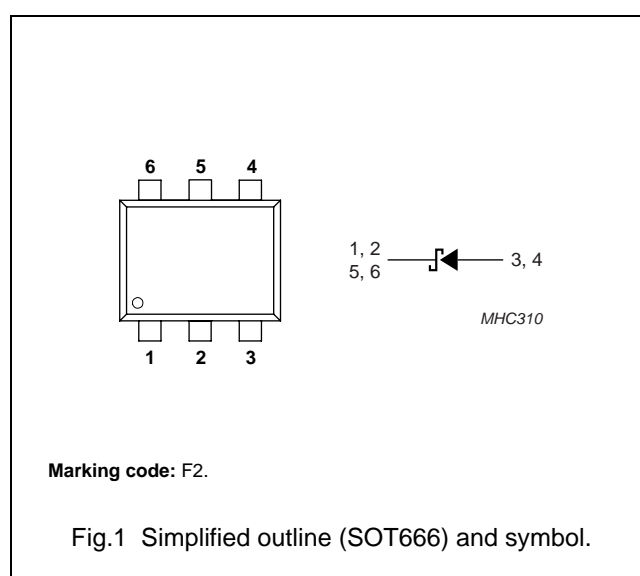 6 5 4
1, 2
5, 6
3, 4
MHC310
1 2 3
Marking code: F2.
Fig.1 Simplified outline (SOT666) and symbol.